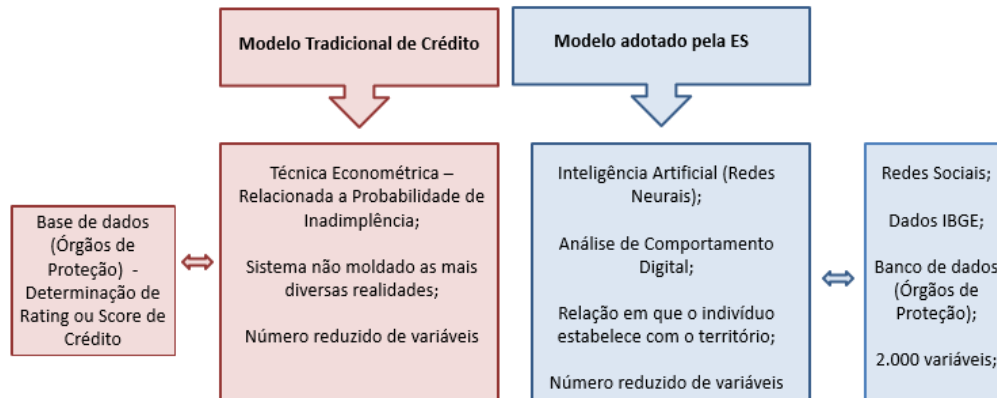 Modelo Tradicional de Crédito
Modelo adotado pela ES
Base de dados
(Órgãos de
Proteção) -
Determinação de
Rating ou Score de
Crédito
Técnica Econométrica –
Relacionada a Probabilidade de
Inadimplência;
Sistema não moldado as mais
diversas realidades;
Número reduzido de variáveis
Inteligência Artificial (Redes
Neurais);
Análise de Comportamento
Digital;
Relação em que o indivíduo
estabelece com o território;
Número reduzido de variáveis
Redes Sociais;
Dados IBGE;
Banco de dados
(Órgãos de
Proteção);
2.000 variáveis;